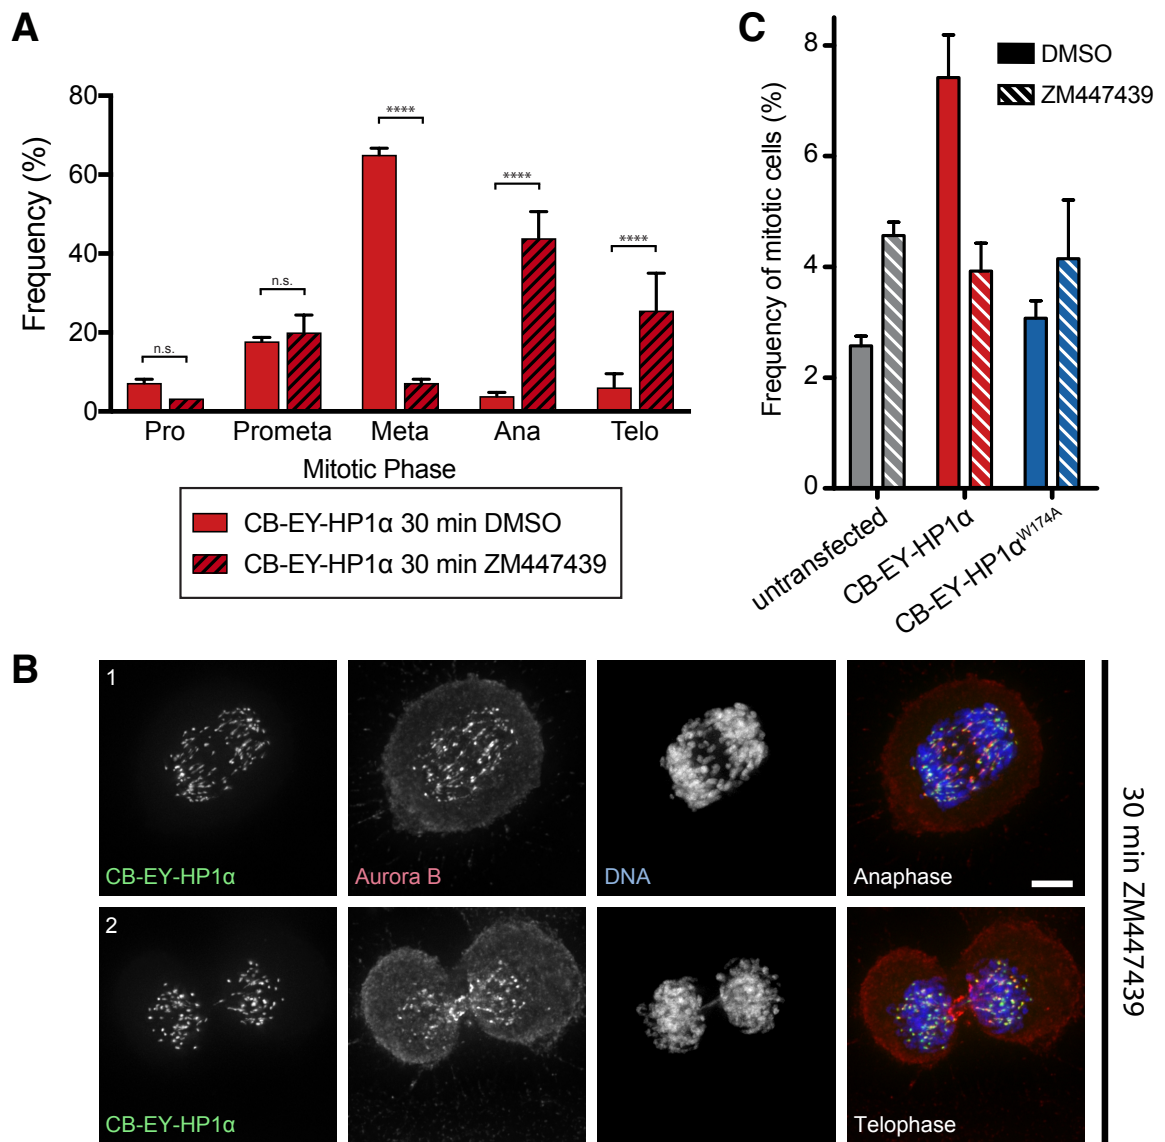 A
Frequency (%)
80
60
40
20
0
n.s.
n.s.
****
****
****
Pro
Prometa
Meta
Ana
Telo
Mitotic Phase
CB-EY-HP1α 30 min DMSO
CB-EY-HP1α 30 min ZM447439
C
Frequency of mitotic cells (%)
8
6
4
2
0
DMSO
ZM447439
untransfected
CB-EY-HP1α
CB-EY-HP1αW174A
B
1
CB-EY-HP1α
Aurora B
DNA
Anaphase
2
CB-EY-HP1α
Telophase
30 min ZM447439